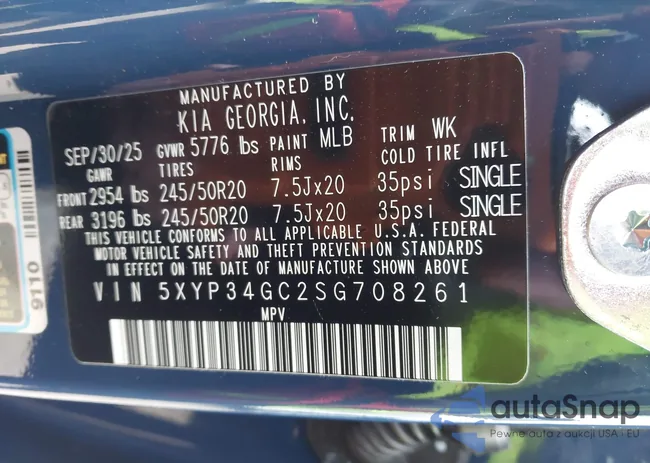 MANUFACTURED BY
KIA GEORGIA, INC.
SEP/30/25 GVWR 5776 lbs PAINT MLB TRIM WK
GAWR TIRES RIMS COLD TIRE INFL
FRONT 2954 lbs 245/50R20 7.5Jx20 35psi SINGLE
REAR 3196 lbs 245/50R20 7.5Jx20 35psi SINGLE
THIS VEHICLE CONFORMS TO ALL APPLICABLE U.S.A. FEDERAL
MOTOR VEHICLE SAFETY AND THEFT PREVENTION STANDARDS
IN EFFECT ON THE DATE OF MANUFACTURE SHOWN ABOVE
VIN 5XYP34GC2SG708261
MPV
0116
autaSnap
Pewne auta z aukcji USA i EU